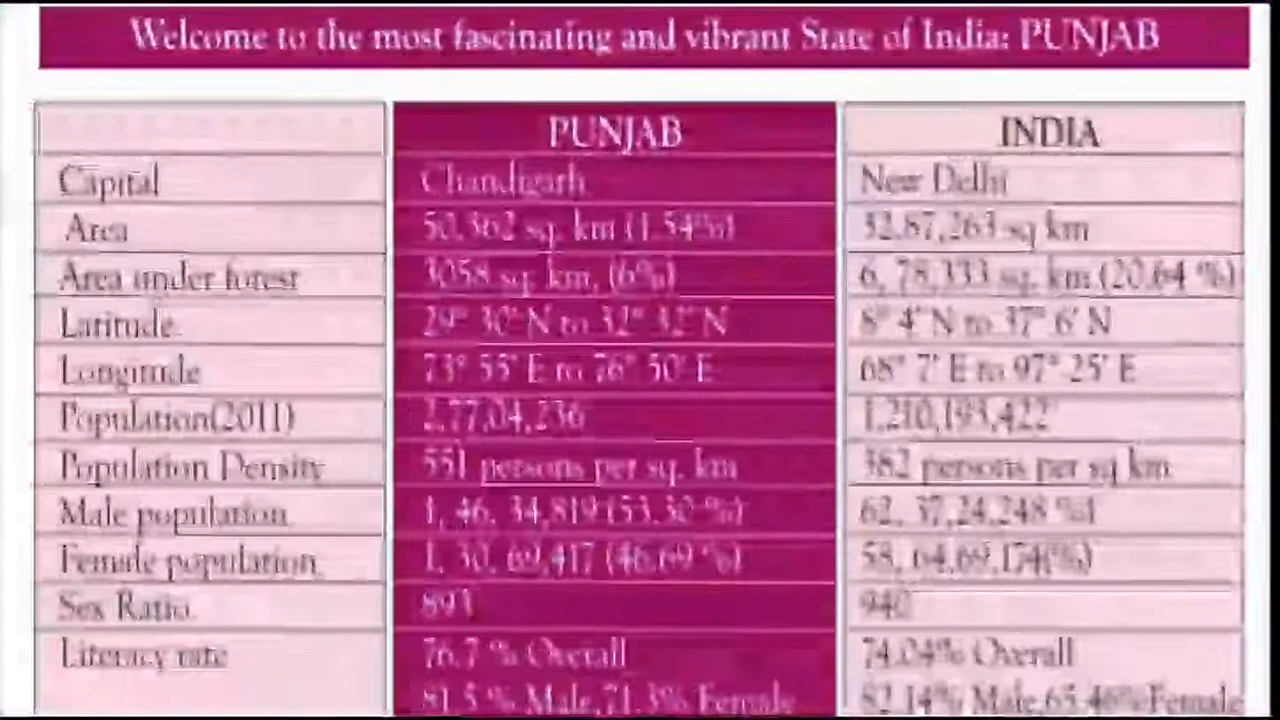 Welcome to the most fascinating and vibrant State of India: PUNJAB
PUNJAB INDIA
Capital Chandigarh New Delhi
Area 50,362 sq. km (1.54%) 32,87,263 sq km
Area under forest 3058 sq. km, (6%) 6, 78,333 sq. km (20.64 %)
Latitude 29° 30' N to 32° 32' N 8° 4' N to 37° 6' N
Longitude 73° 55' E to 76° 50' E 68° 7' E to 97° 25' E
Population(2011) 2,77,04,236 1,210,193,422
Population Density 551 persons per sq. km 382 persons per sq km
Male population 1, 46, 34,819 (53.30 %) 62, 37,24,248 %)
Female population 1, 30, 69,417 (46.69 %) 58, 64,69,174(%)
Sex Ratio 893 940
Literacy rate 76.7 % Overall 74.04% Overall
81.5 % Male,71.3% Female 82.14% Male,65.46% Female